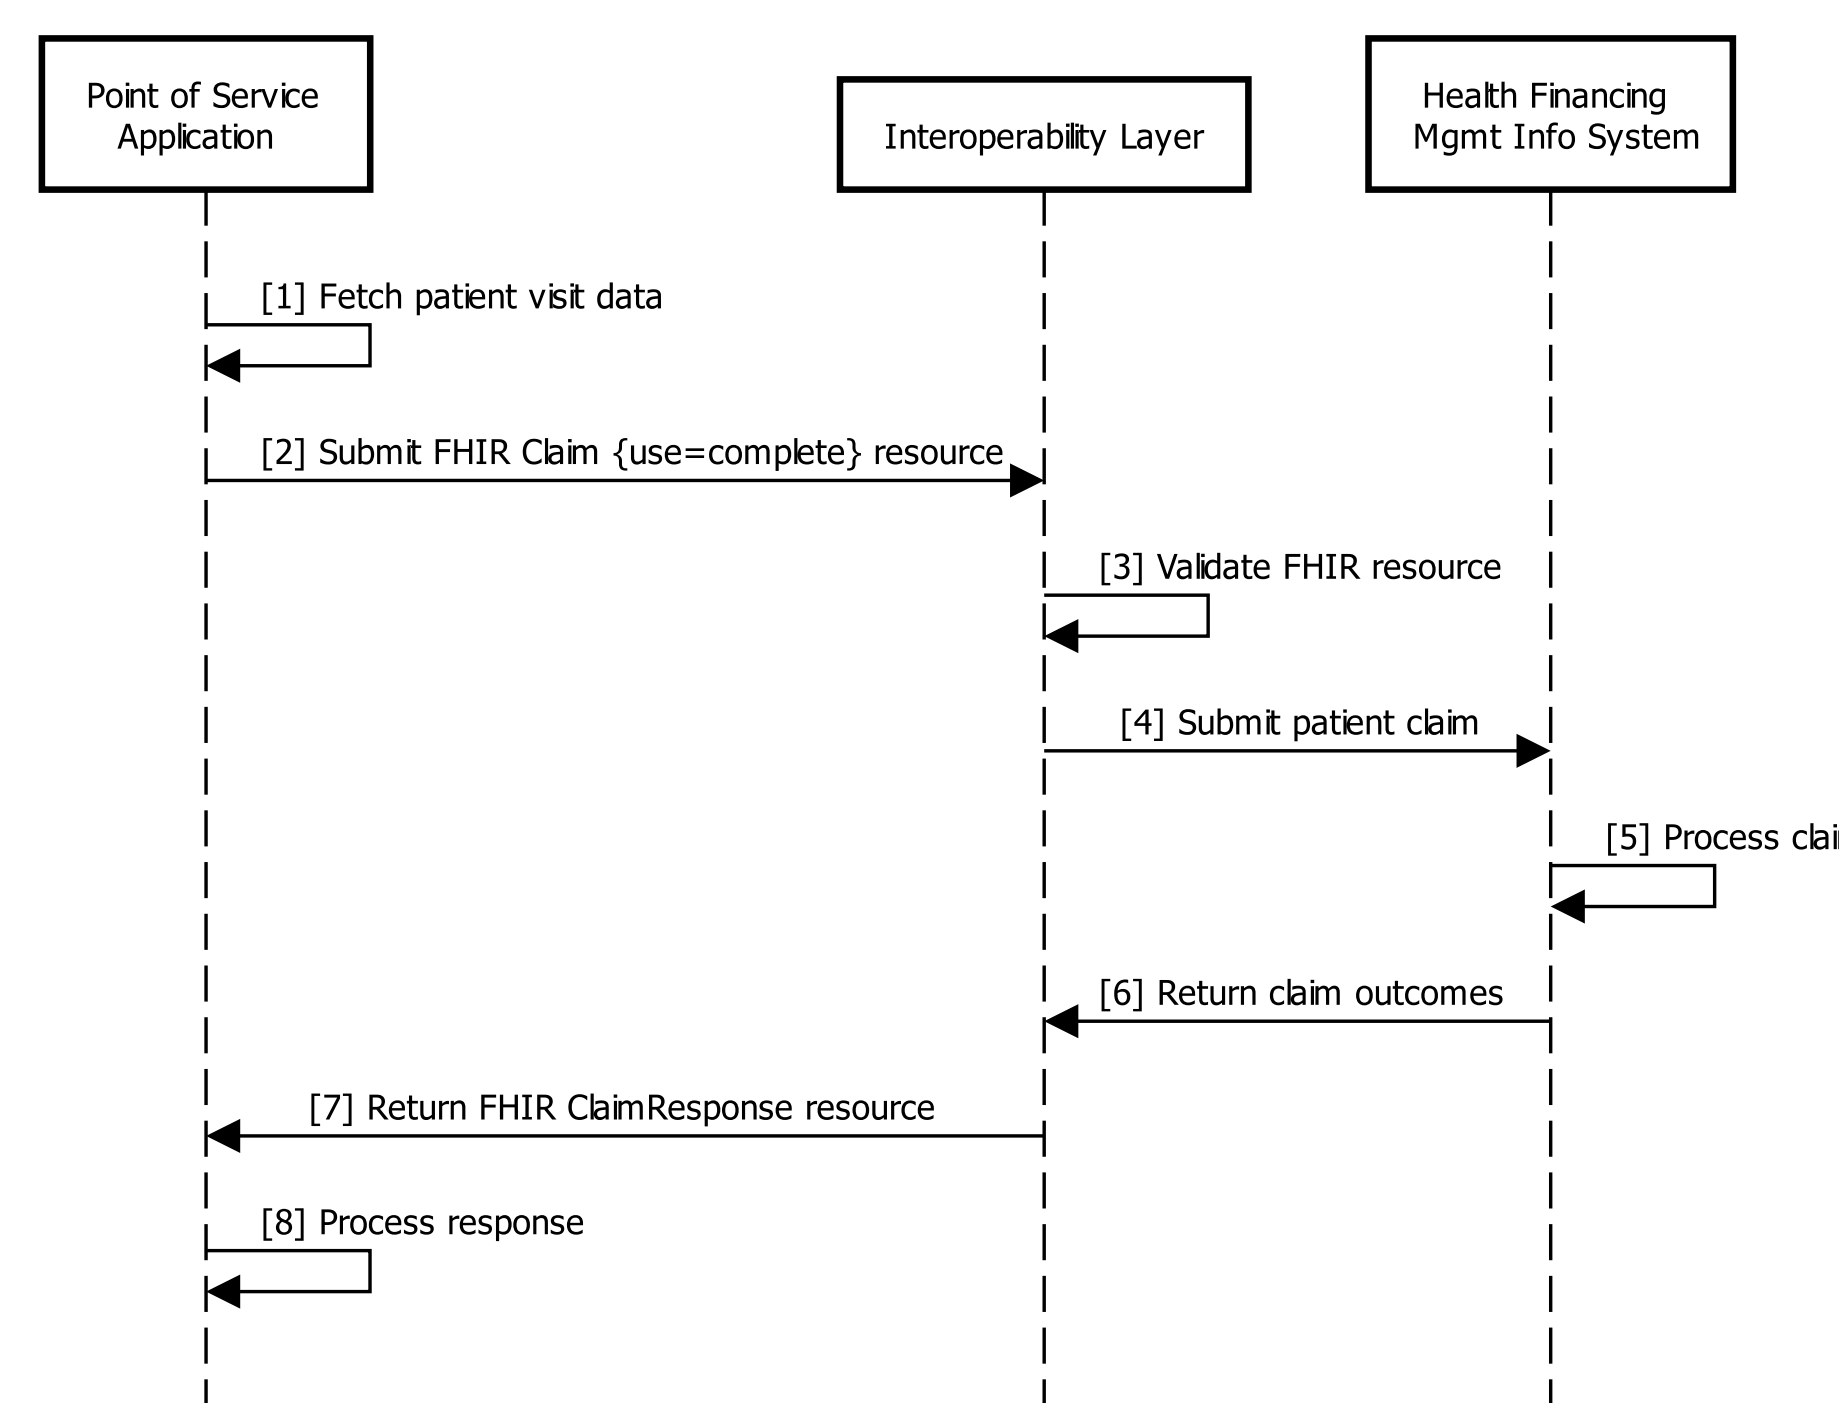 Point of Service
Application
Interoperability Layer
Health Financing
Mgmt Info System
[1] Fetch patient visit data
[2] Submit FHIR Claim {use=complete} resource
[3] Validate FHIR resource
[4] Submit patient claim
[5] Process
[6] Return claim outcomes
[7] Return FHIR ClaimResponse resource
[8] Process response